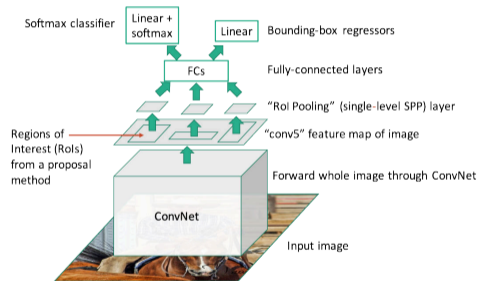 Softmax classifier
Linear +
softmax
Linear
Bounding-box regressors
FCs
Fully-connected layers
"RoI Pooling" (single-level SPP) layer
Regions of
Interest (RoIs)
from a proposal
method
"conv5" feature map of image
Forward whole image through ConvNet
ConvNet
Input image